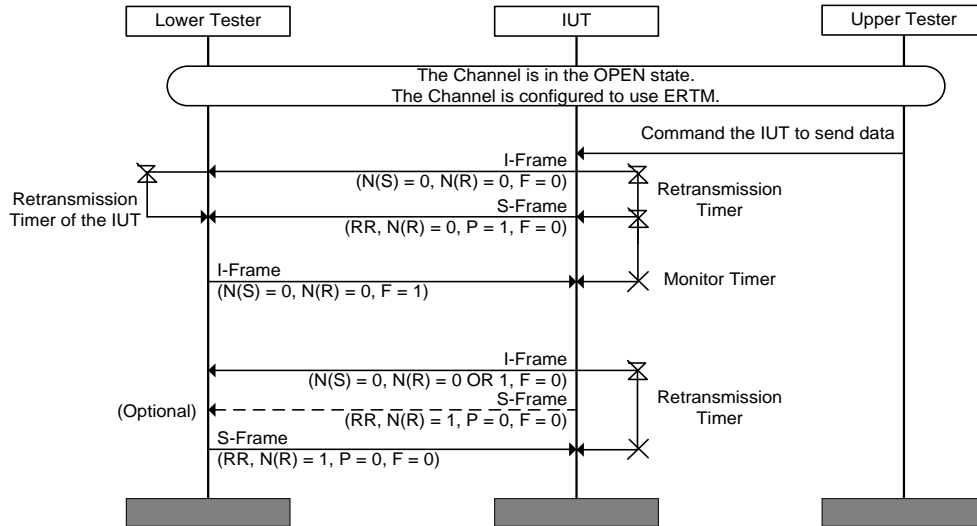 Lower Tester
IUT
Upper Tester
The Channel is in the OPEN state.
The Channel is configured to use ERTM.
Command the IUT to send data
I-Frame
(N(S) = 0, N(R) = 0, F = 0)
Retransmission
Timer of the IUT
Retransmission
Timer
S-Frame
(RR, N(R) = 0, P = 1, F = 0)
I-Frame
(N(S) = 0, N(R) = 0, F = 1)
Monitor Timer
I-Frame
(N(S) = 0, N(R) = 0 OR 1, F = 0)
Retransmission
Timer
(Optional)
S-Frame
(RR, N(R) = 1, P = 0, F = 0)
S-Frame
(RR, N(R) = 1, P = 0, F = 0)